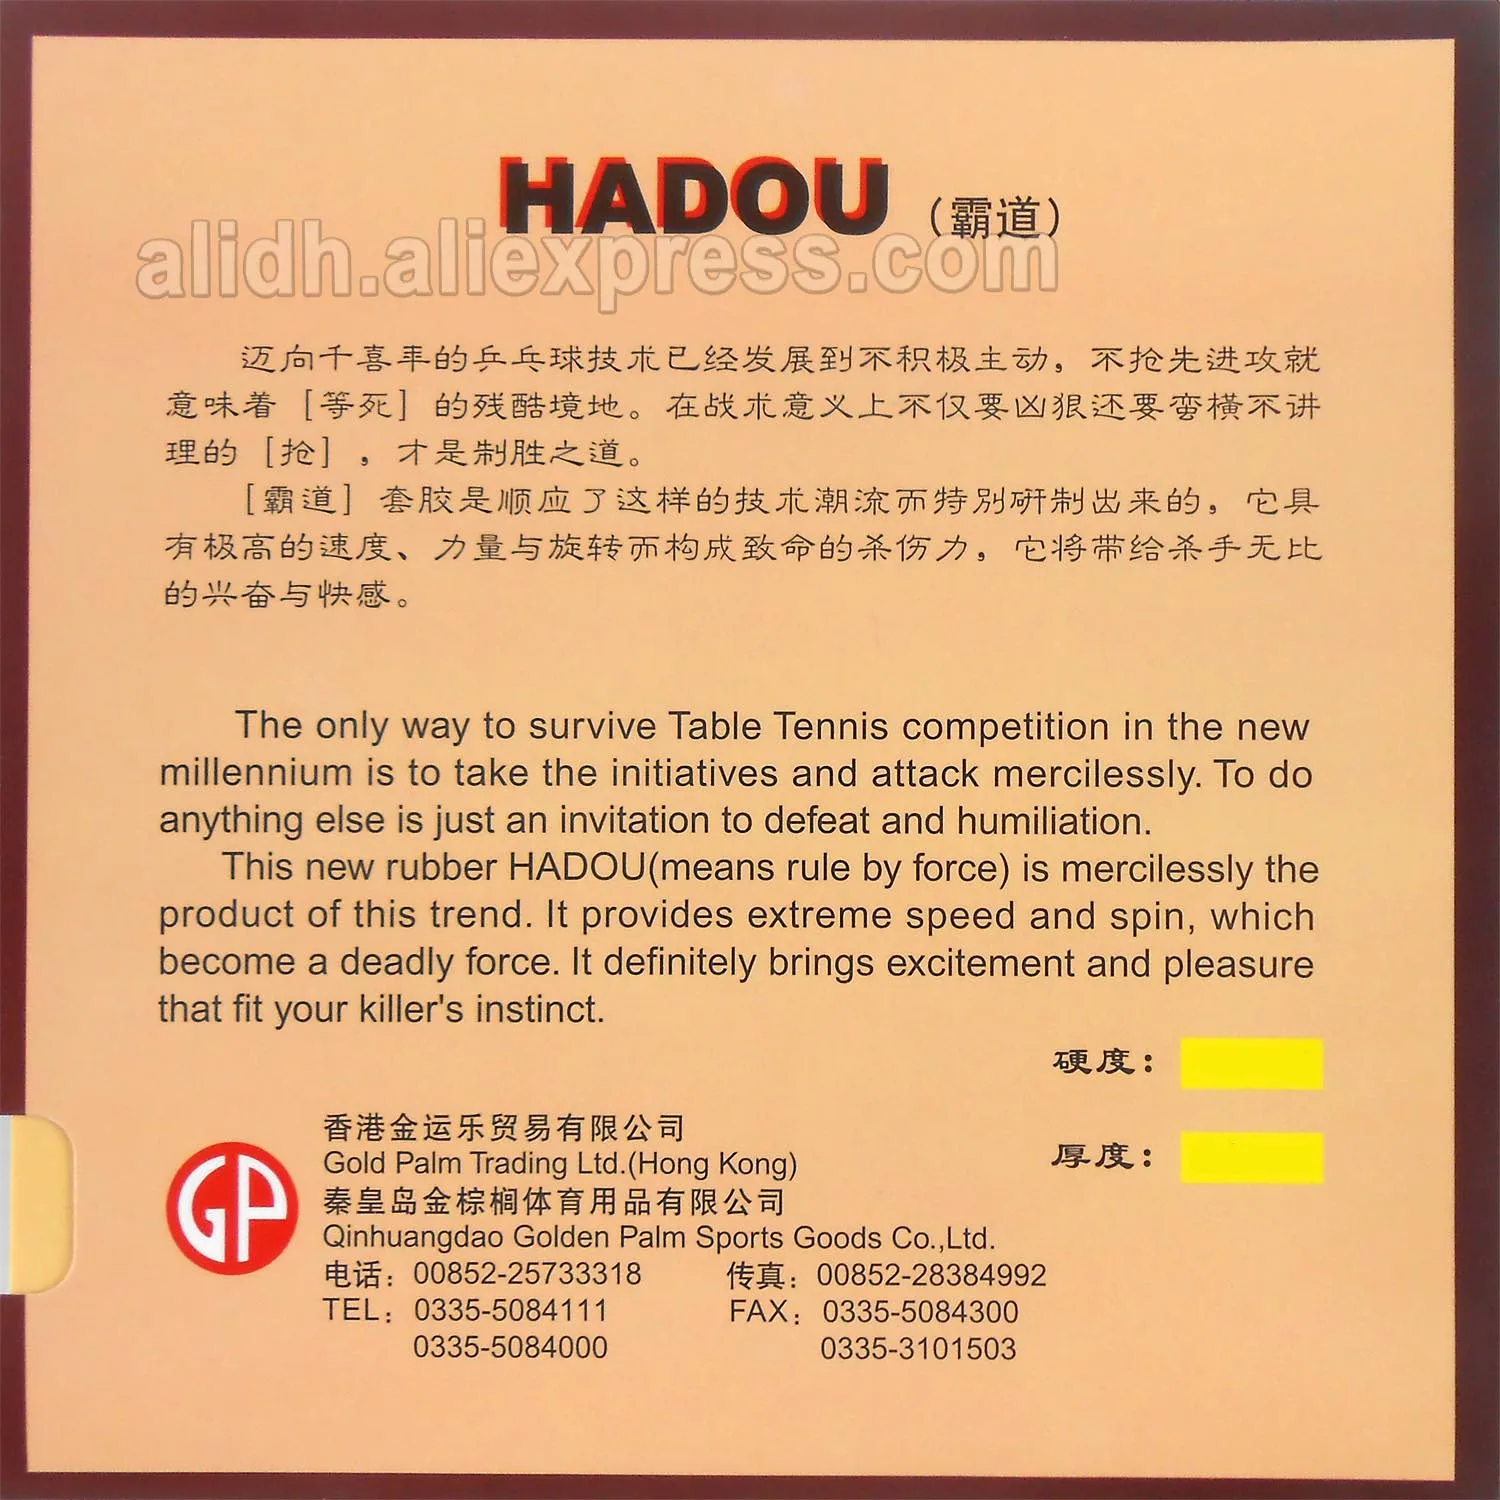 HADOU（霸道）
alidh.aliexpress.com
迈向千喜年的乒乓球技术已经发展到不积极主动，不抢先进攻就
意味着［等死］的残酷境地。在战术意义上不仅要凶狠还要蛮横不讲
理的［抢］，才是制胜之道。
［霸道］套胶是顺应了这样的技术潮流而特别研制出来的，它具
有极高的速度、力量与旋转而构成致命的杀伤力，它将带给杀手无比
的兴奋与快感。
The only way to survive Table Tennis competition in the new
millennium is to take the initiatives and attack mercilessly. To do
anything else is just an invitation to defeat and humiliation.
This new rubber HADOU(means rule by force) is mercilessly the
product of this trend. It provides extreme speed and spin, which
become a deadly force. It definitely brings excitement and pleasure
that fit your killer's instinct.
硬度：
厚度：
GP
香港金运乐贸易有限公司
Gold Palm Trading Ltd.(Hong Kong)
秦皇岛金棕榈体育用品有限公司
Qinhuangdao Golden Palm Sports Goods Co.,Ltd.
电话：00852-25733318 传真：00852-28384992
TEL：0335-5084111 FAX：0335-5084300
0335-5084000 0335-3101503